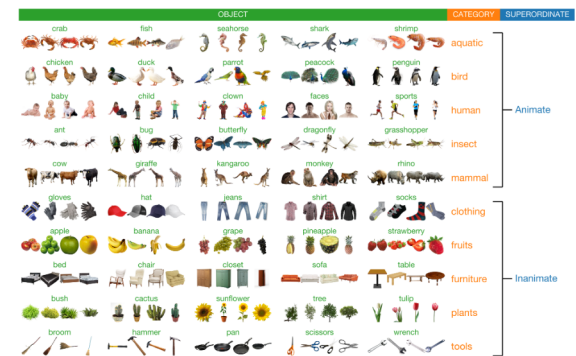 OBJECT CATEGORY SUPERORDINATE
crab fish seahorse shark shrimp
aquatic
chicken duck parrot peacock penguin
bird
baby child clown faces sports
human Animate
ant bug butterfly dragonfly grasshopper
insect
cow giraffe kangaroo monkey rhino
mammal
gloves hat jeans shirt socks
clothing
apple banana grape pineapple strawberry
fruits
bed chair closet sofa table
furniture Inanimate
bush cactus sunflower tree tulip
plants
broom hammer pan scissors wrench
tools